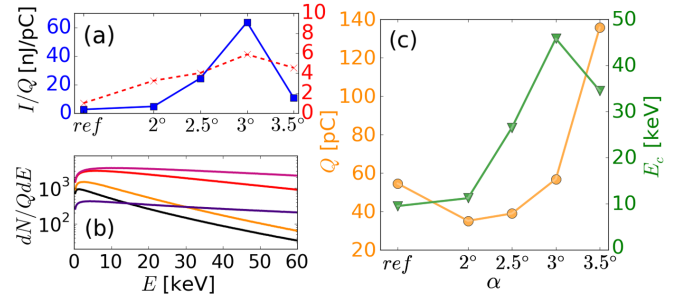 (a)
I/Q [nJ/pC]
60
40
20
0
10
8
6
4
2
0
ref 2° 2.5° 3° 3.5°
(b)
dN/QdE
10³
10²
0 10 20 30 40 50 60
E [keV]
(c)
Q [pC]
140
120
100
80
60
40
20
E_c [keV]
50
40
30
20
10
0
ref 2° 2.5° 3° 3.5°
α